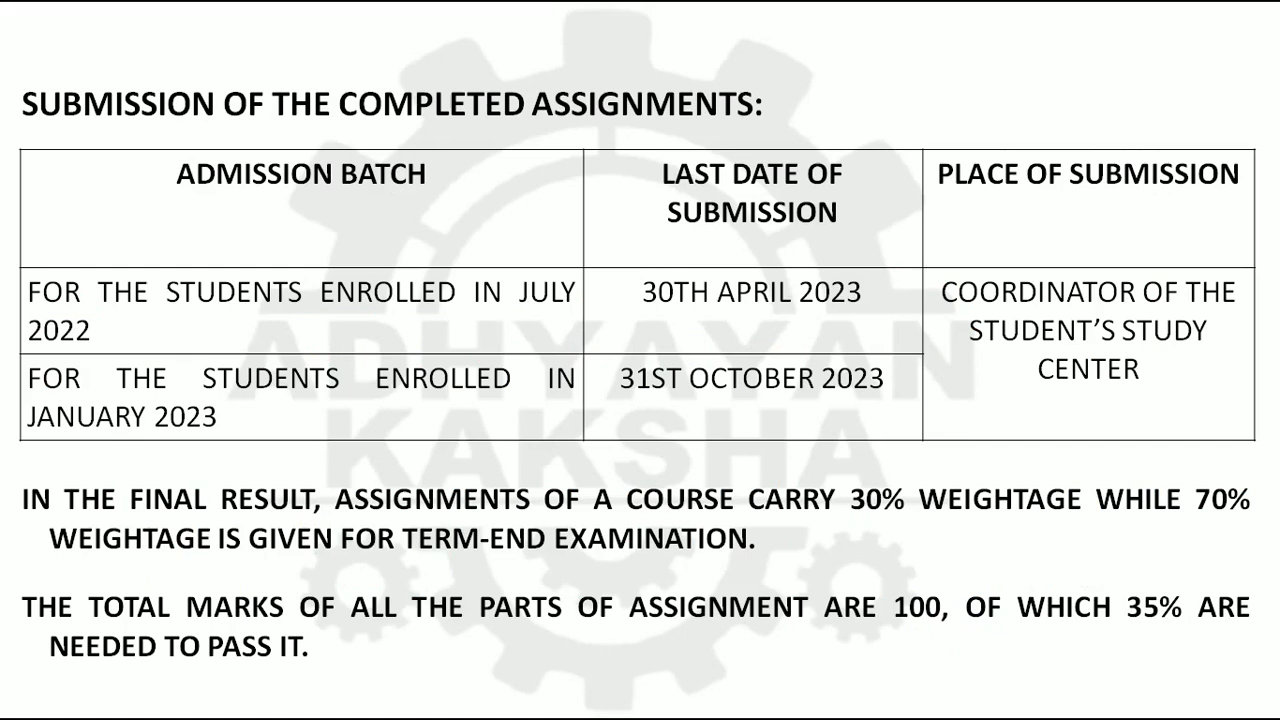 SUBMISSION OF THE COMPLETED ASSIGNMENTS:
ADMISSION BATCH
LAST DATE OF
SUBMISSION
PLACE OF SUBMISSION
FOR THE STUDENTS ENROLLED IN JULY
2022
30TH APRIL 2023
COORDINATOR OF THE
STUDENT’S STUDY
CENTER
FOR THE STUDENTS ENROLLED IN
JANUARY 2023
31ST OCTOBER 2023
ADHYAYAN
KAKSHA
IN THE FINAL RESULT, ASSIGNMENTS OF A COURSE CARRY 30% WEIGHTAGE WHILE 70%
WEIGHTAGE IS GIVEN FOR TERM-END EXAMINATION.
THE TOTAL MARKS OF ALL THE PARTS OF ASSIGNMENT ARE 100, OF WHICH 35% ARE
NEEDED TO PASS IT.